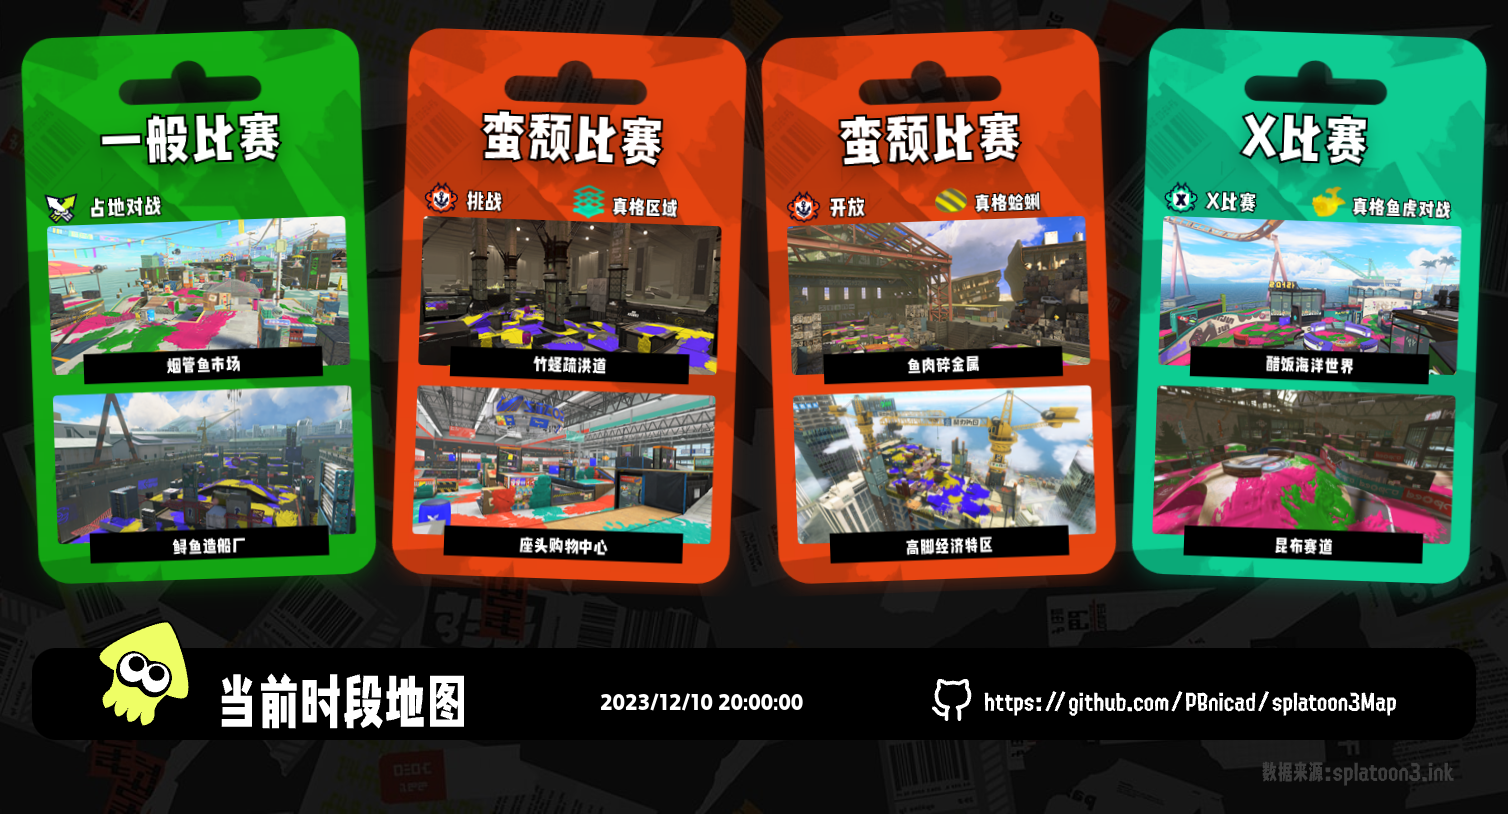 一般比赛
占地对战
烟管鱼市场
鲟鱼造船厂
蛮颓比赛
挑战
真格区域
竹蛏疏洪道
座头购物中心
蛮颓比赛
开放
真格蛤蜊
鱼肉碎金属
高脚经济特区
X比赛
X比赛
真格鱼虎对战
醋饭海洋世界
昆布赛道
当前时段地图
2023/12/10 20:00:00
https://github.com/PBnicad/splatoon3Map
数据来源:splatoon3.ink